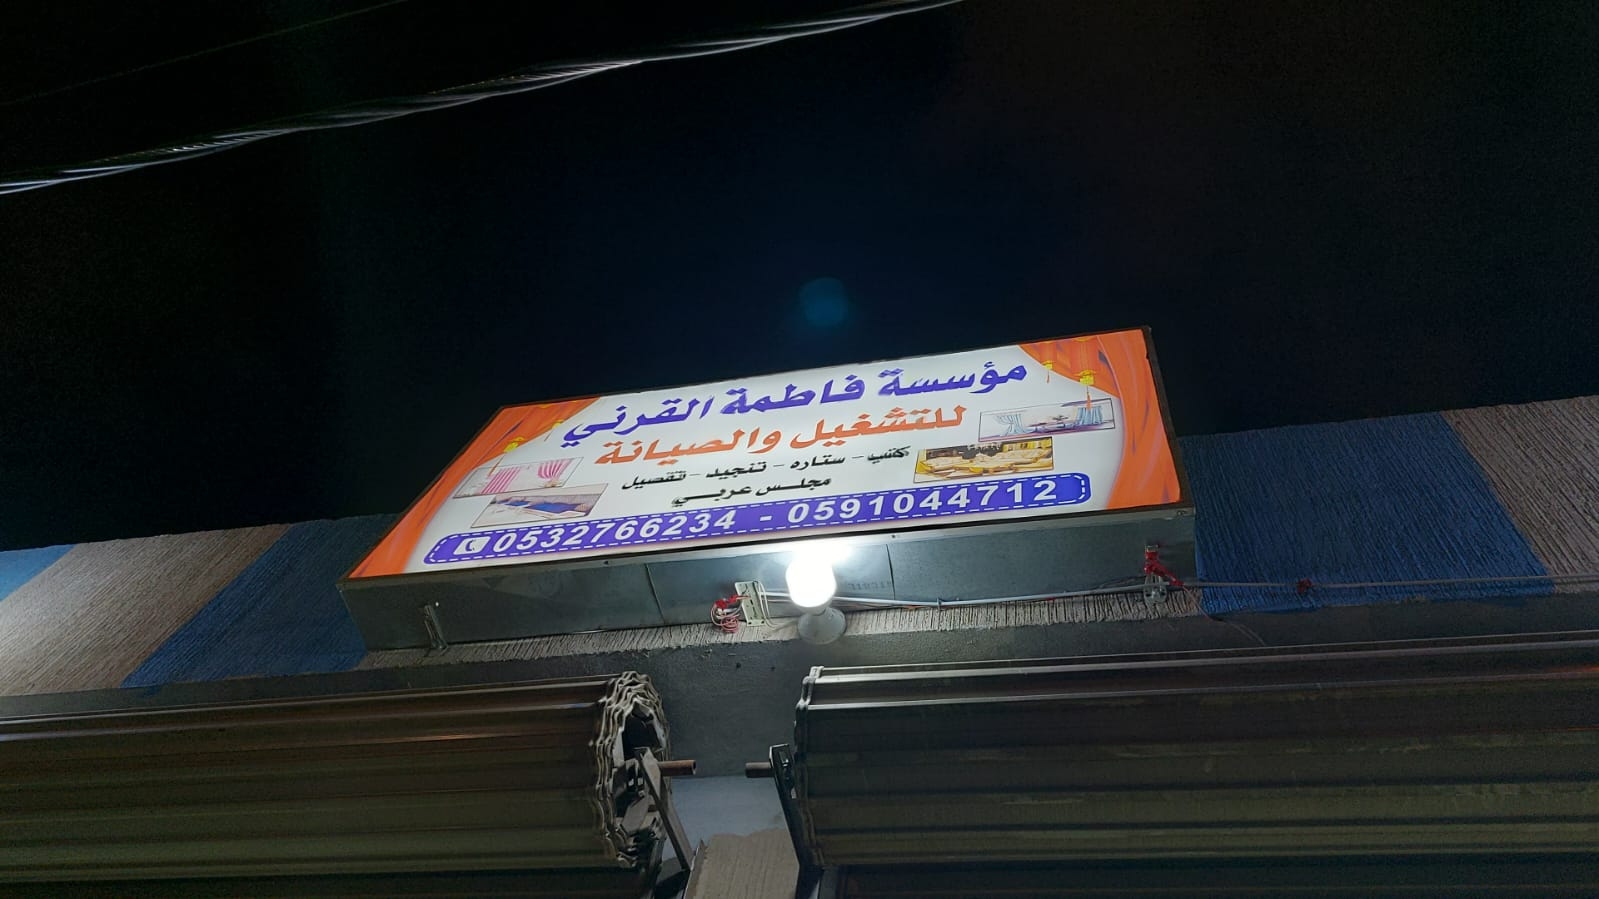 مؤسسة فاطمة القرني
للتشغيل والصيانة
كنب - ستاره - تنجيد - تفصيل
مجلس عربي
0532766234 - 0591044712